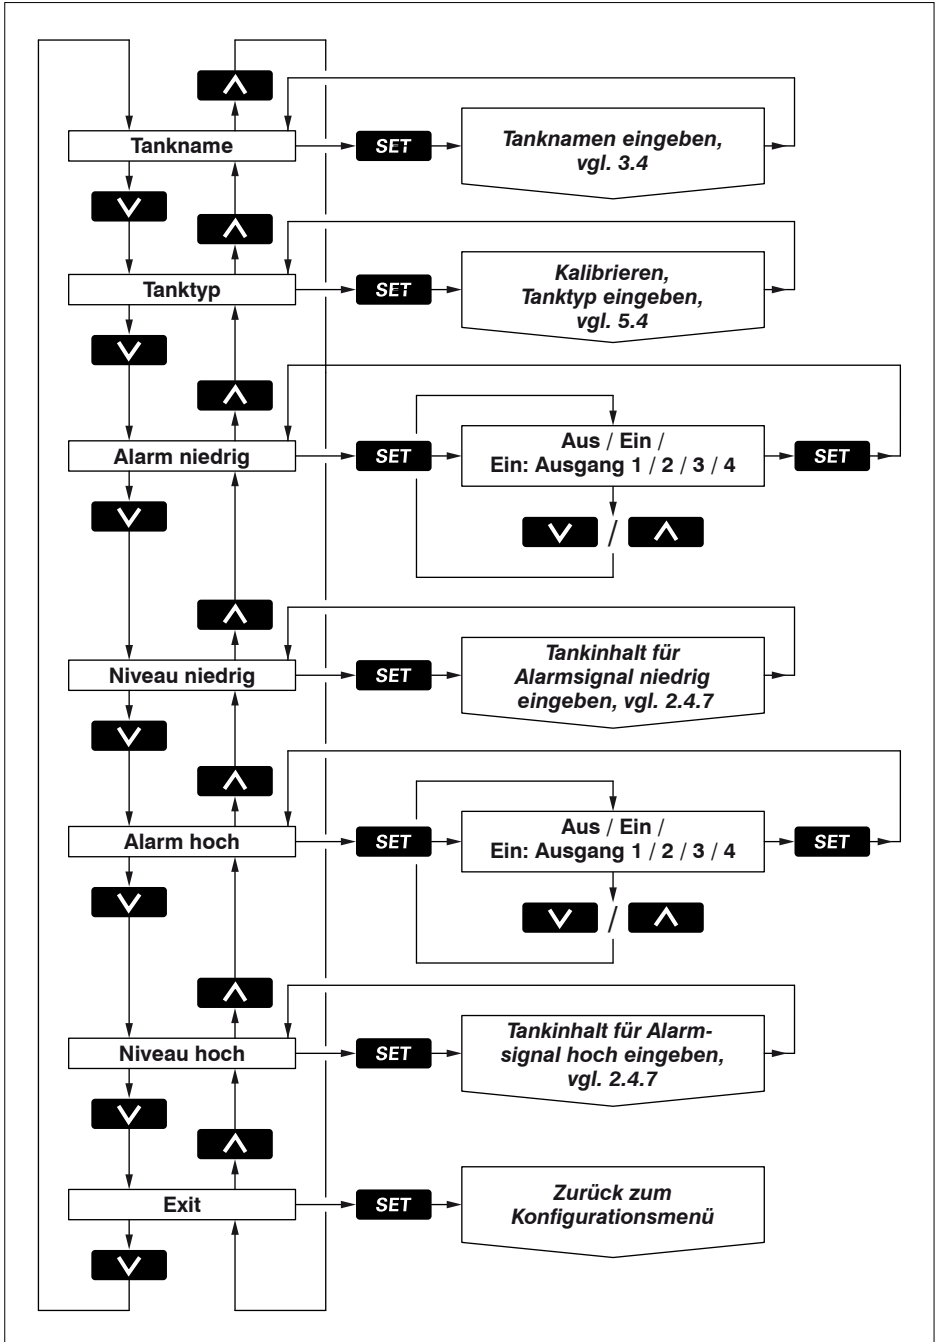 Tankname
SET
Tanknamen eingeben,
vgl. 3.4
Tanktyp
SET
Kalibrieren,
Tanktyp eingeben,
vgl. 5.4
Alarm niedrig
SET
Aus / Ein /
Ein: Ausgang 1 / 2 / 3 / 4
SET
/
Niveau niedrig
SET
Tankinhalt für
Alarmsignal niedrig
eingeben, vgl. 2.4.7
Alarm hoch
SET
Aus / Ein /
Ein: Ausgang 1 / 2 / 3 / 4
SET
/
Niveau hoch
SET
Tankinhalt für Alarm-
signal hoch eingeben,
vgl. 2.4.7
Exit
SET
Zurück zum
Konfigurationsmenü